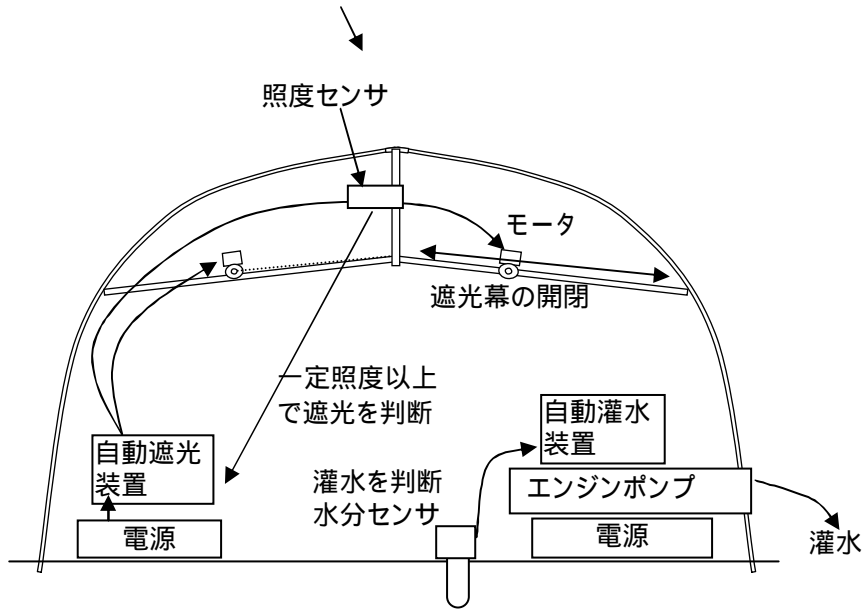 照度センサ
モータ
遮光幕の開閉
一定照度以上
で遮光を判断
自動遮光
装置
電源
灌水を判断
水分センサ
自動灌水
装置
エンジンポンプ
電源
灌水